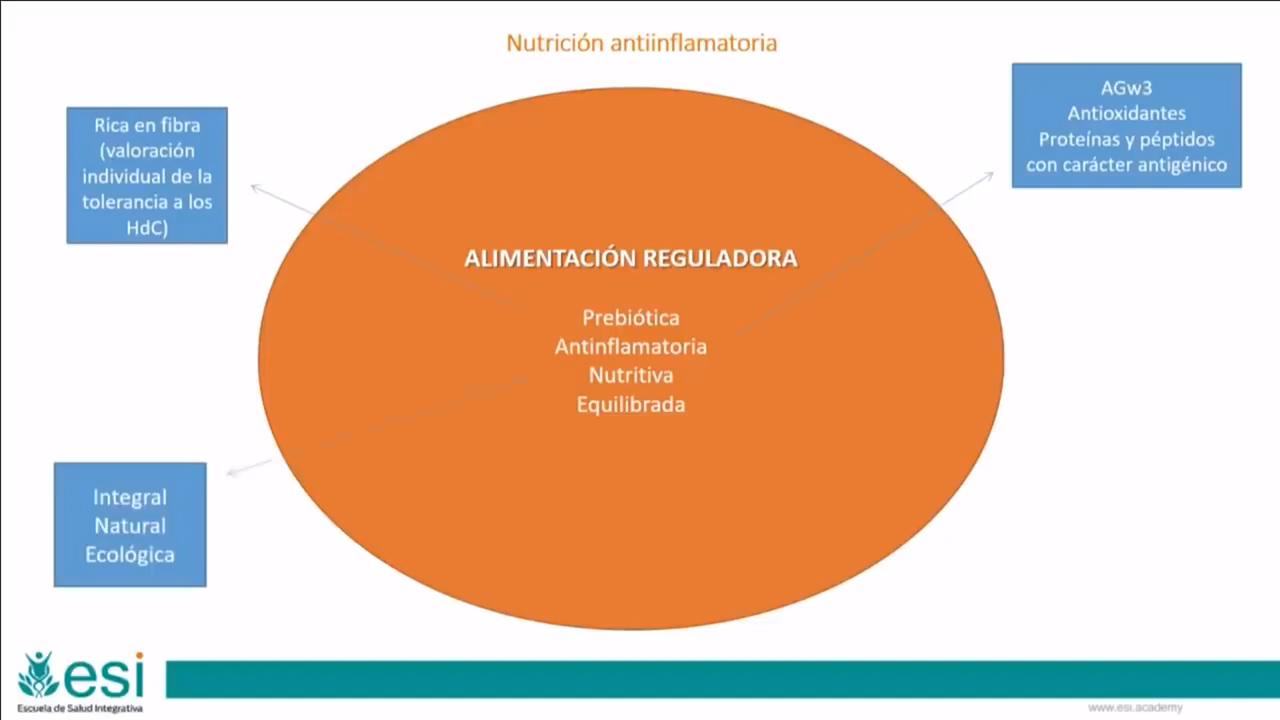 Nutrición antiinflamatoria
Rica en fibra
(valoración
individual de la
tolerancia a los
HdC)
AGw3
Antioxidantes
Proteínas y péptidos
con carácter antigénico
ALIMENTACIÓN REGULADORA
Prebiótica
Antinflamatoria
Nutritiva
Equilibrada
Integral
Natural
Ecológica
esi
Escuela de Salud Integrativa
www.esi.academy